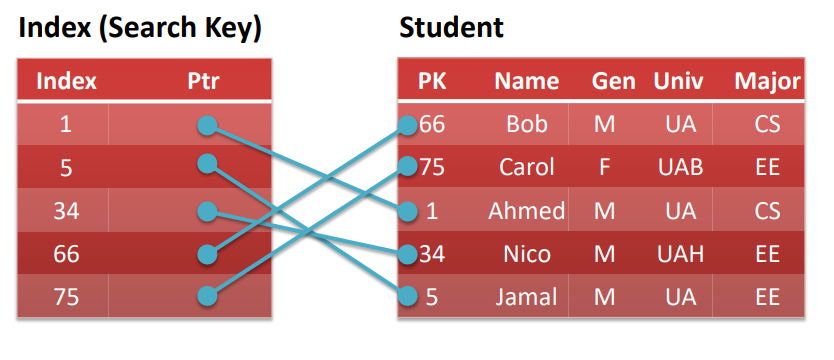 Index (Search Key)
Index Ptr
1
5
34
66
75
Student
PK Name Gen Univ Major
66 Bob M UA CS
75 Carol F UAB EE
1 Ahmed M UA CS
34 Nico M UAH EE
5 Jamal M UA EE